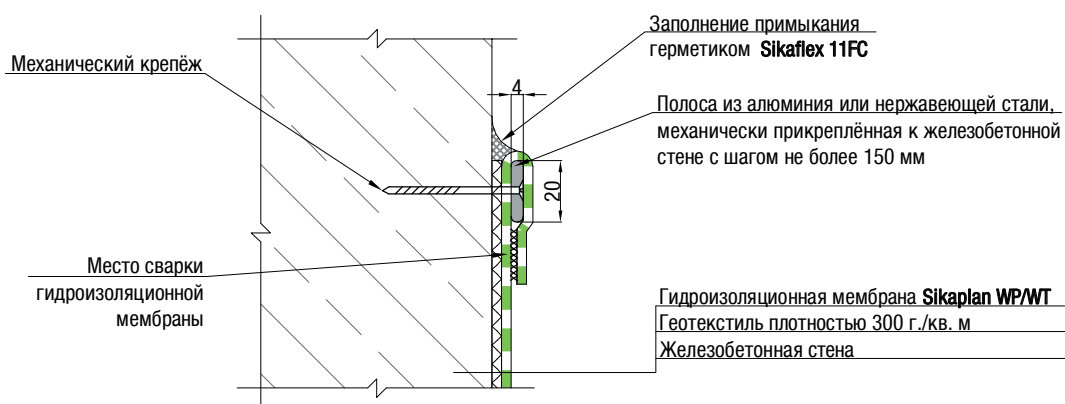 Заполнение примыкания
герметиком Sikaflex 11FC
Механический крепёж
4
Полоса из алюминия или нержавеющей стали,
механически прикреплённая к железобетонной
стене с шагом не более 150 мм
20
Место сварки
гидроизоляционной
мембраны
Гидроизоляционная мембрана Sikaplan WP/WT
Геотекстиль плотностью 300 г./кв. м
Железобетонная стена